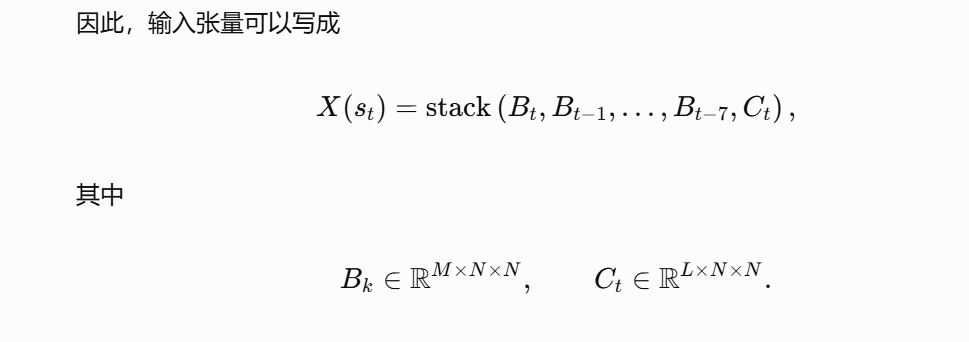 因此，输入张量可以写成
X(s_t) = stack (B_t, B_{t−1}, . . . , B_{t−7}, C_t) ,
其中
B_k ∈ ℝ^{M×N×N}, C_t ∈ ℝ^{L×N×N}.